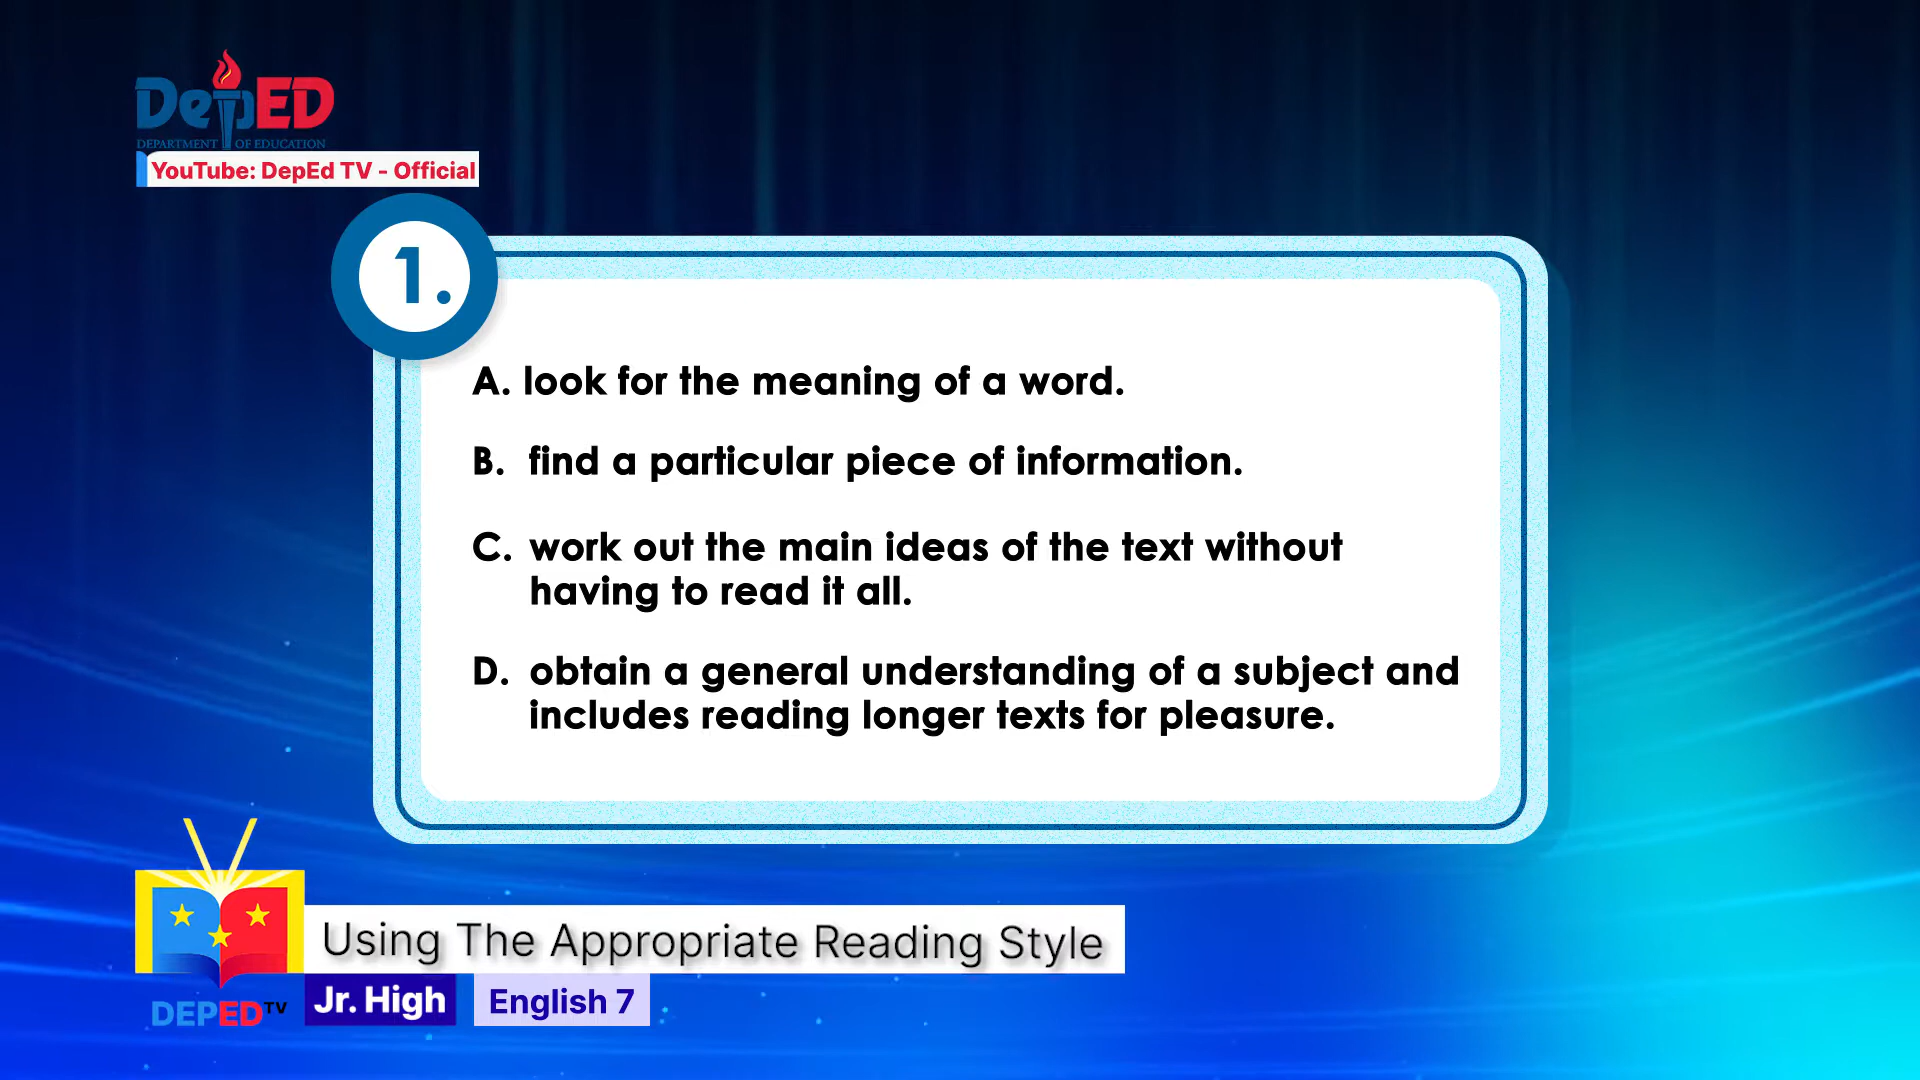 DepED
DEPARTMENT OF EDUCATION
YouTube: DepEd TV - Official
1.
A. look for the meaning of a word.
B. find a particular piece of information.
C. work out the main ideas of the text without
having to read it all.
D. obtain a general understanding of a subject and
includes reading longer texts for pleasure.
Using The Appropriate Reading Style
DEPED TV
Jr. High
English 7